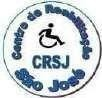 Centro de Reabilitação
CRSJ
São José